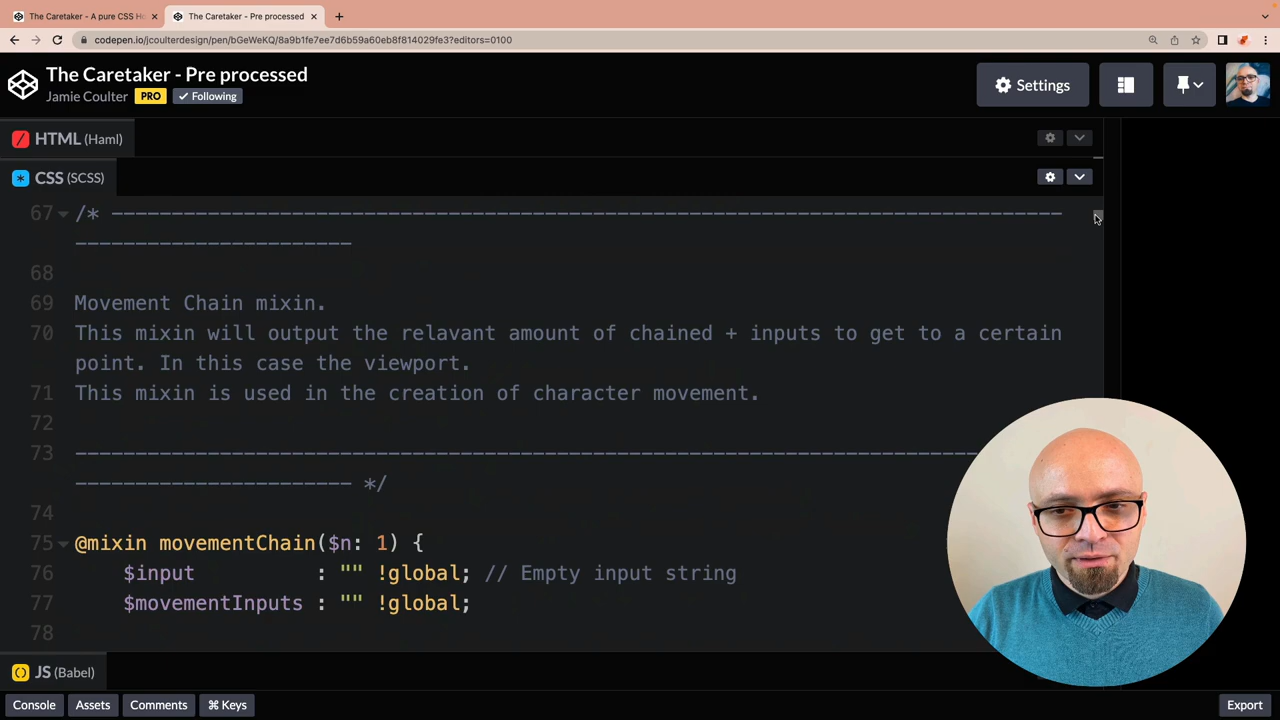 The Caretaker - A pure CSS Ho
The Caretaker - Pre processed
codepen.io/jcoulterdesign/pen/bGeWeKQ/8a9b1fe7ee7d6b59a60eb8f814029fe3?editors=0100
The Caretaker - Pre processed
Jamie Coulter PRO ✓ Following
Settings
HTML (Haml)
CSS (SCSS)
67 /* -------------------------------------------------------------------------------
-----------------------
68
69 Movement Chain mixin.
70 This mixin will output the relavant amount of chained + inputs to get to a certain
point. In this case the viewport.
71 This mixin is used in the creation of character movement.
72
73 ---------------------------------------------------------------------------
----------------------- */
74
75 @mixin movementChain($n: 1) {
76 $input : "" !global; // Empty input string
77 $movementInputs : "" !global;
78
JS (Babel)
Console Assets Comments ⌘ Keys Export